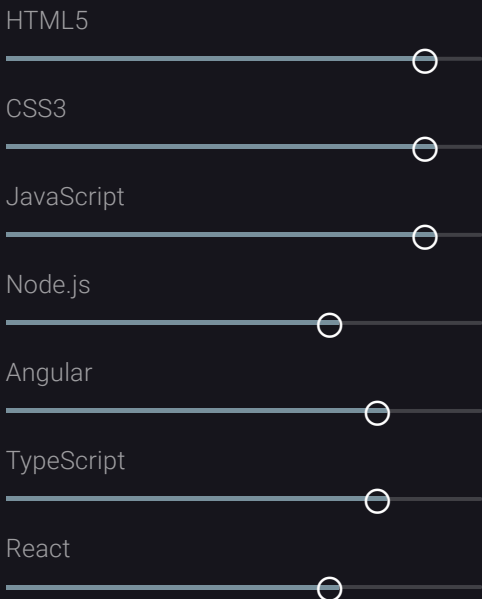 HTML5
CSS3
JavaScript
Node.js
Angular
TypeScript
React